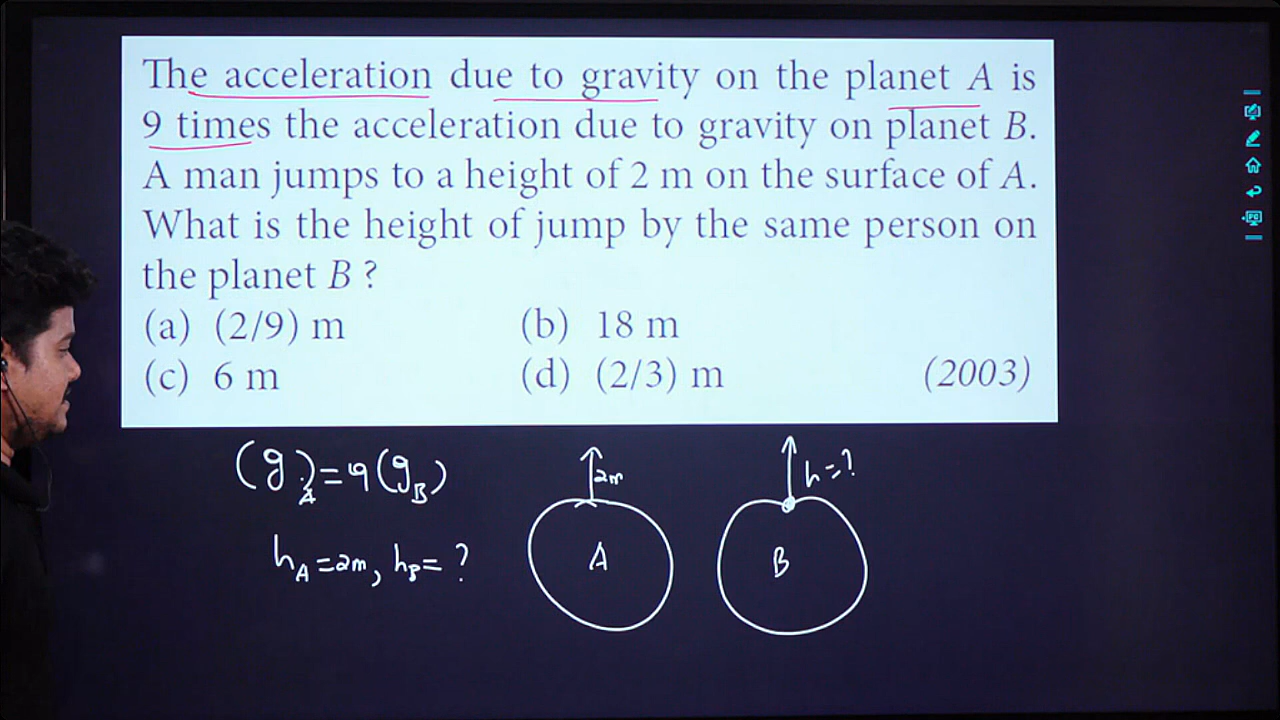 The acceleration due to gravity on the planet A is
9 times the acceleration due to gravity on planet B.
A man jumps to a height of 2 m on the surface of A.
What is the height of jump by the same person on
the planet B ?
(a) (2/9) m (b) 18 m
(c) 6 m (d) (2/3) m (2003)
(g)A = 9(gB)
hA = 2m, hB = ?
2m
A
h = ?
B